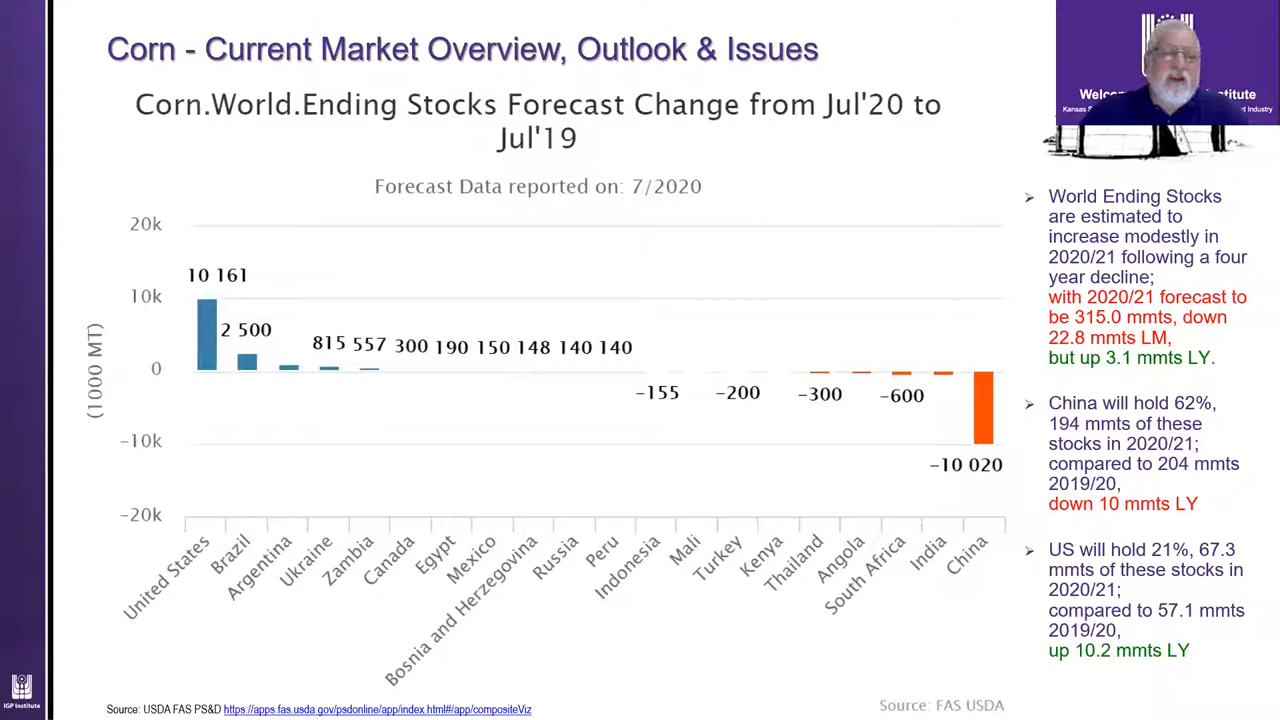 Corn - Current Market Overview, Outlook & Issues
Corn.World.Ending Stocks Forecast Change from Jul'20 to
Jul'19
Forecast Data reported on: 7/2020
(1000 MT)
20k
10k
0
-10k
-20k
10 161
2 500
815
557
300
190
150
148
140
140
-155
-200
-300
-600
-10 020
United States
Brazil
Argentina
Ukraine
Zambia
Canada
Egypt
Mexico
Bosnia and Herzegovina
Russia
Peru
Indonesia
Mali
Turkey
Kenya
Thailand
Angola
South Africa
India
China
Source: FAS USDA
Source: USDA FAS PS&D https://apps.fas.usda.gov/psdonline/app/index.html#/app/compositeViz
World Ending Stocks
are estimated to
increase modestly in
2020/21 following a four
year decline;
with 2020/21 forecast to
be 315.0 mmts, down
22.8 mmts LM,
but up 3.1 mmts LY.
China will hold 62%,
194 mmts of these
stocks in 2020/21;
compared to 204 mmts
2019/20,
down 10 mmts LY
US will hold 21%, 67.3
mmts of these stocks in
2020/21;
compared to 57.1 mmts
2019/20,
up 10.2 mmts LY
IGP Institute